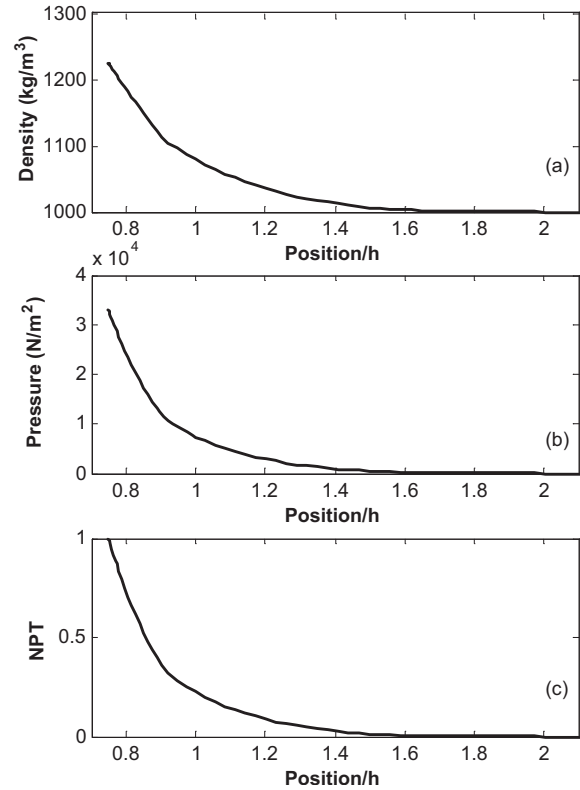 1300
1200
1100
1000
Density (kg/m³)
(a)
0.8 1 1.2 1.4 1.6 1.8 2
Position/h
x 10⁴
4
3
2
1
0
Pressure (N/m²)
(b)
0.8 1 1.2 1.4 1.6 1.8 2
Position/h
1
0.5
0
NPT
(c)
0.8 1 1.2 1.4 1.6 1.8 2
Position/h